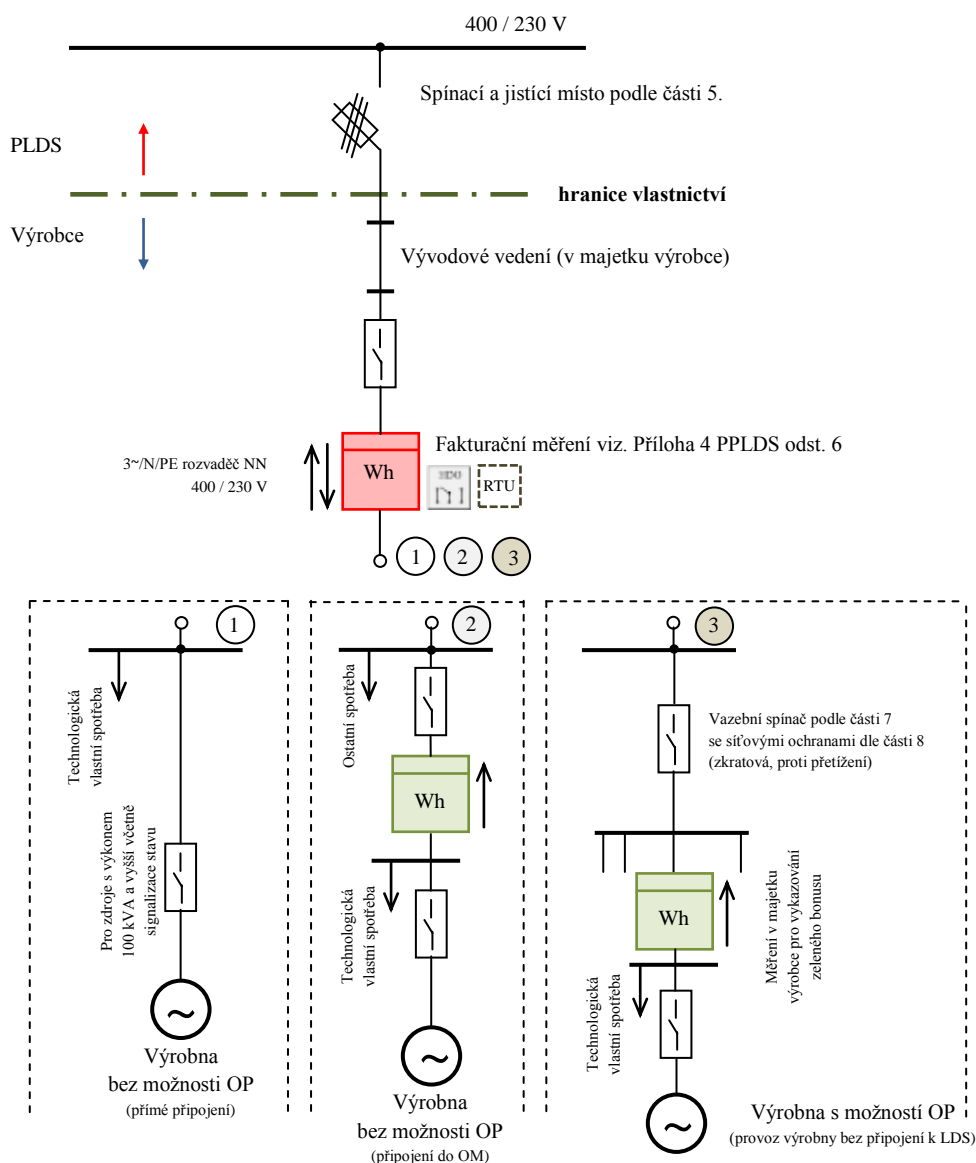 400 / 230 V
Spínací a jistící místo podle části 5.
PLDS
hranice vlastnictví
Výrobce
Vývodové vedení (v majetku výrobce)
Fakturační měření viz. Příloha 4 PPLDS odst. 6
3~/N/PE rozvaděč NN
400 / 230 V
Wh
HDO
RTU
1
2
3
1
Technologická
vlastní spotřeba
Pro zdroje s výkonem
100 kVA a vyšší včetně
signalizace stavu
~
Výrobna
bez možnosti OP
(přímé připojení)
2
Ostatní spotřeba
Wh
Technologická
vlastní spotřeba
~
Výrobna
bez možnosti OP
(připojení do OM)
3
Vazební spínač podle části 7
se síťovými ochranami dle části 8
(zkratová, proti přetížení)
Wh
Měření v majetku
výrobce pro vykazování
zeleného bonusu
Technologická
vlastní spotřeba
~
Výrobna s možností OP
(provoz výrobny bez připojení k LDS)